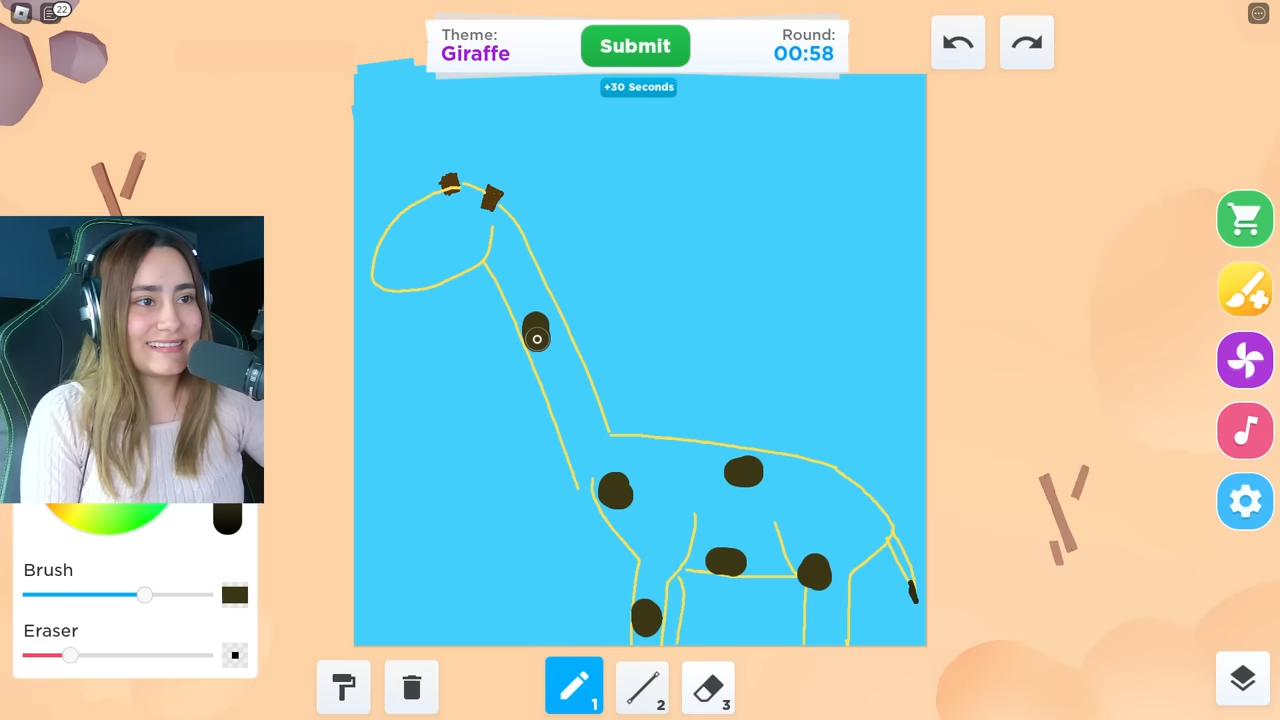 22
Theme:
Giraffe
Submit
Round:
00:58
+30 Seconds
Brush
Eraser
1
2
3